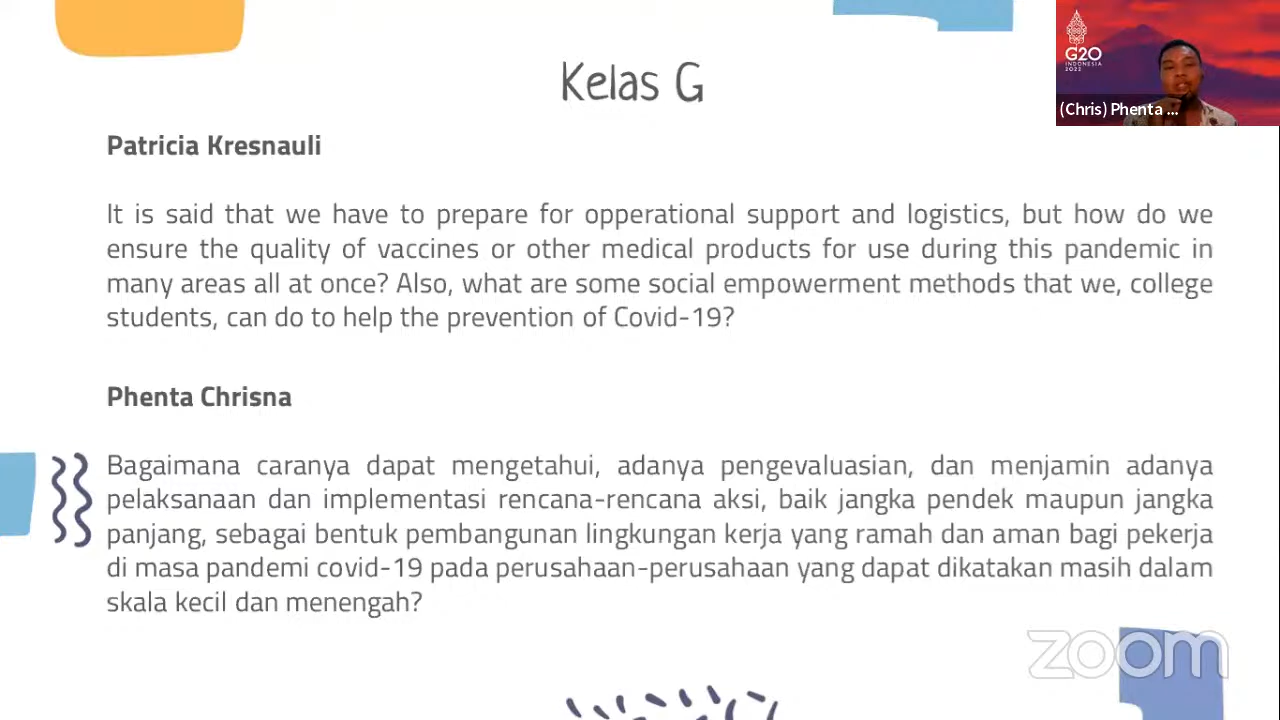 Kelas G
G20
INDONESIA
2022
(Chris) Phenta ...
Patricia Kresnauli
It is said that we have to prepare for opperational support and logistics, but how do we
ensure the quality of vaccines or other medical products for use during this pandemic in
many areas all at once? Also, what are some social empowerment methods that we, college
students, can do to help the prevention of Covid-19?
Phenta Chrisna
Bagaimana caranya dapat mengetahui, adanya pengevaluasian, dan menjamin adanya
pelaksanaan dan implementasi rencana-rencana aksi, baik jangka pendek maupun jangka
panjang, sebagai bentuk pembangunan lingkungan kerja yang ramah dan aman bagi pekerja
di masa pandemi covid-19 pada perusahaan-perusahaan yang dapat dikatakan masih dalam
skala kecil dan menengah?
zoom